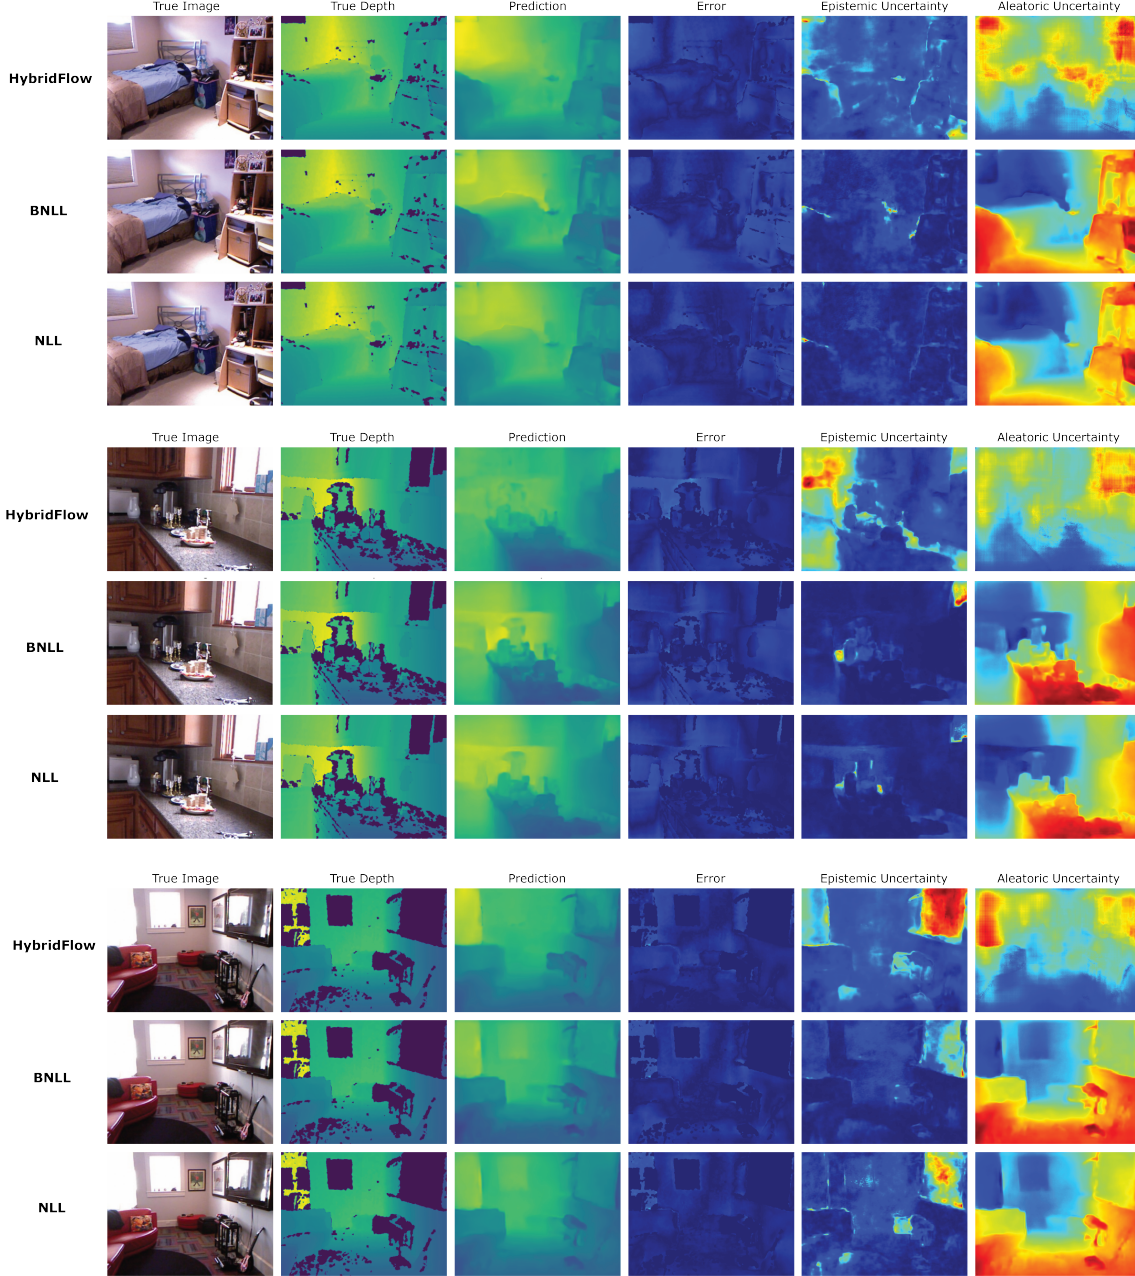 True Image True Depth Prediction Error Epistemic Uncertainty Aleatoric Uncertainty
HybridFlow
BNLL
NLL
True Image True Depth Prediction Error Epistemic Uncertainty Aleatoric Uncertainty
HybridFlow
BNLL
NLL
True Image True Depth Prediction Error Epistemic Uncertainty Aleatoric Uncertainty
HybridFlow
BNLL
NLL